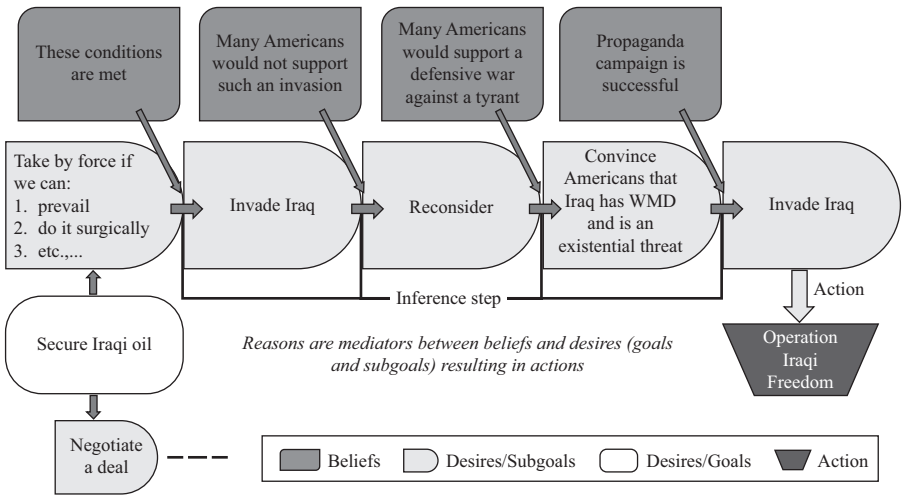 These conditions
are met
Many Americans
would not support
such an invasion
Many Americans
would support a
defensive war
against a tyrant
Propaganda
campaign is
successful
Take by force if
we can:
1. prevail
2. do it surgically
3. etc.,...
Invade Iraq
Reconsider
Convince
Americans that
Iraq has WMD
and is an
existential threat
Invade Iraq
Inference step
Action
Secure Iraqi oil
Reasons are mediators between beliefs and desires (goals
and subgoals) resulting in actions
Operation
Iraqi
Freedom
Negotiate
a deal
Beliefs
Desires/Subgoals
Desires/Goals
Action